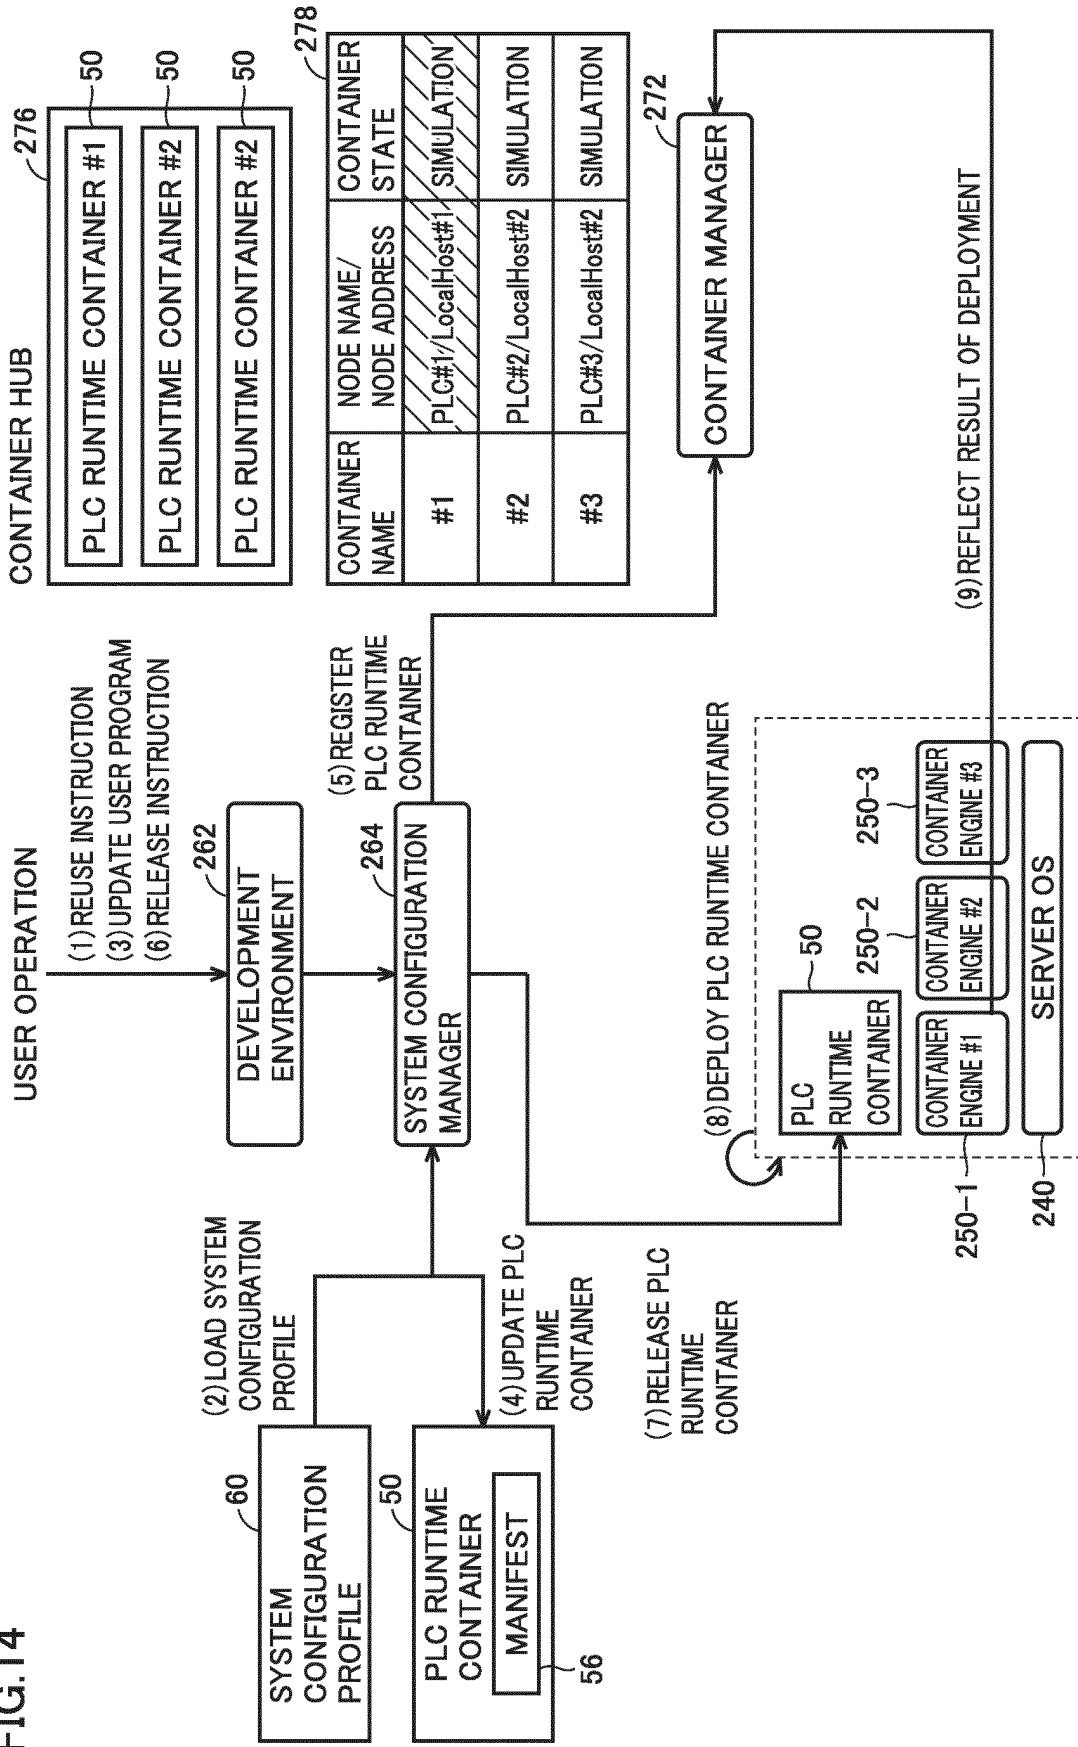 FIG.14
USER OPERATION
(1)REUSE INSTRUCTION
(3)UPDATE USER PROGRAM
(6)RELEASE INSTRUCTION
CONTAINER HUB
276
PLC RUNTIME CONTAINER #1
50
PLC RUNTIME CONTAINER #2
50
PLC RUNTIME CONTAINER #2
50
262
DEVELOPMENT
ENVIRONMENT
278
CONTAINER
NAME
NODE NAME/
NODE ADDRESS
CONTAINER
STATE
#1
PLC#1/LocalHost#1
SIMULATION
#2
PLC#2/LocalHost#2
SIMULATION
#3
PLC#3/LocalHost#2
SIMULATION
(2)LOAD SYSTEM
CONFIGURATION
PROFILE
60
SYSTEM
CONFIGURATION
PROFILE
264
SYSTEM CONFIGURATION
MANAGER
(5)REGISTER
PLC RUNTIME
CONTAINER
50
PLC RUNTIME
CONTAINER
MANIFEST
56
(4)UPDATE PLC
RUNTIME
CONTAINER
(7)RELEASE PLC
RUNTIME
CONTAINER
272
CONTAINER MANAGER
(8)DEPLOY PLC RUNTIME CONTAINER
PLC
RUNTIME
CONTAINER
50
250-2
250-3
CONTAINER
ENGINE #1
CONTAINER
ENGINE #2
CONTAINER
ENGINE #3
250-1
(9)REFLECT RESULT OF DEPLOYMENT
SERVER OS
240